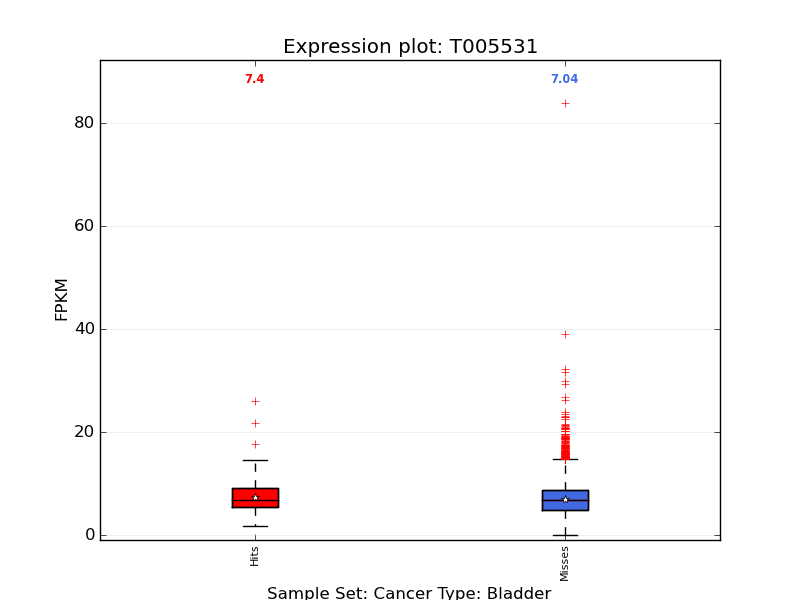 Expression plot: T005531
7.4
7.04
80
60
40
20
0
FPKM
Hits
Misses
Sample Set: Cancer Type: Bladder